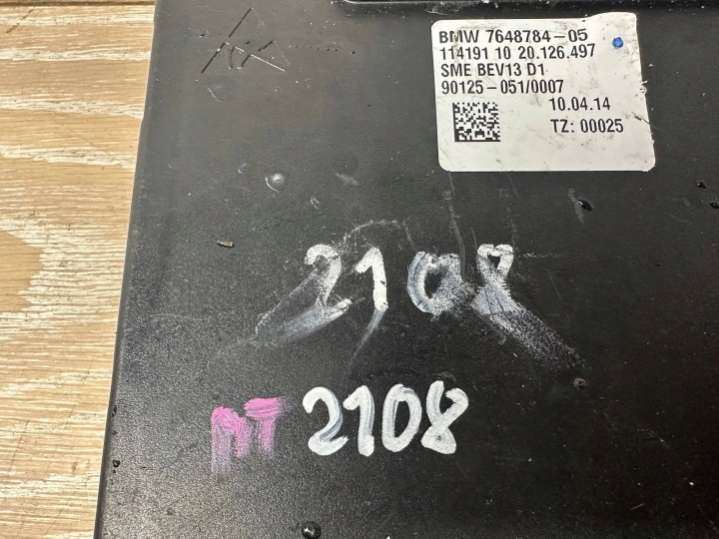 BMW 7648784-05
114191 10 20.126.497
SME BEV13 D1
90125-051/0007
10.04.14
TZ: 00025
2108
2108